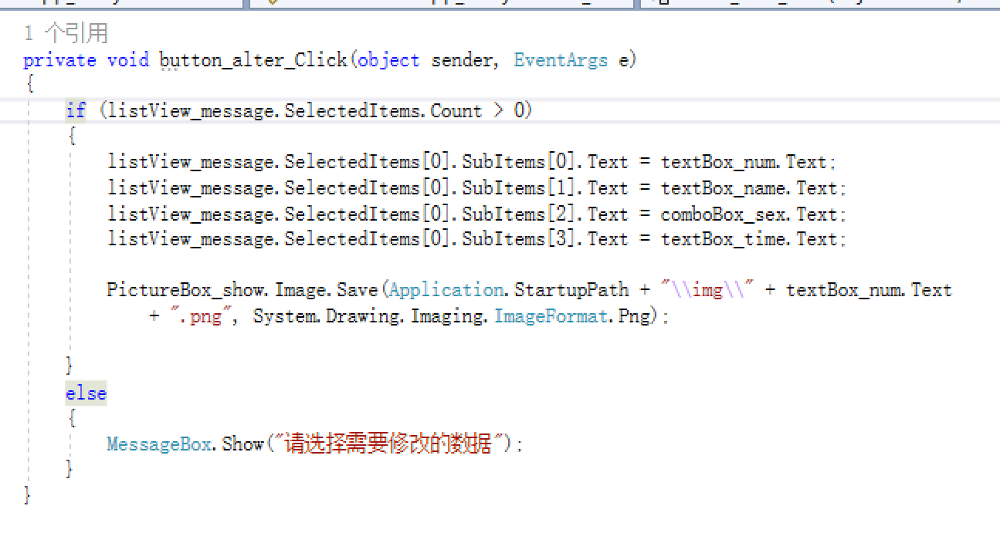 1 个引用
private void button_alter_Click(object sender, EventArgs e)
{
if (listView_message.SelectedItems.Count > 0)
{
listView_message.SelectedItems[0].SubItems[0].Text = textBox_num.Text;
listView_message.SelectedItems[0].SubItems[1].Text = textBox_name.Text;
listView_message.SelectedItems[0].SubItems[2].Text = comboBox_sex.Text;
listView_message.SelectedItems[0].SubItems[3].Text = textBox_time.Text;
PictureBox_show.Image.Save(Application.StartupPath + "\\img\\" + textBox_num.Text
+ ".png", System.Drawing.Imaging.ImageFormat.Png);
}
else
{
MessageBox.Show("请选择需要修改的数据");
}
}